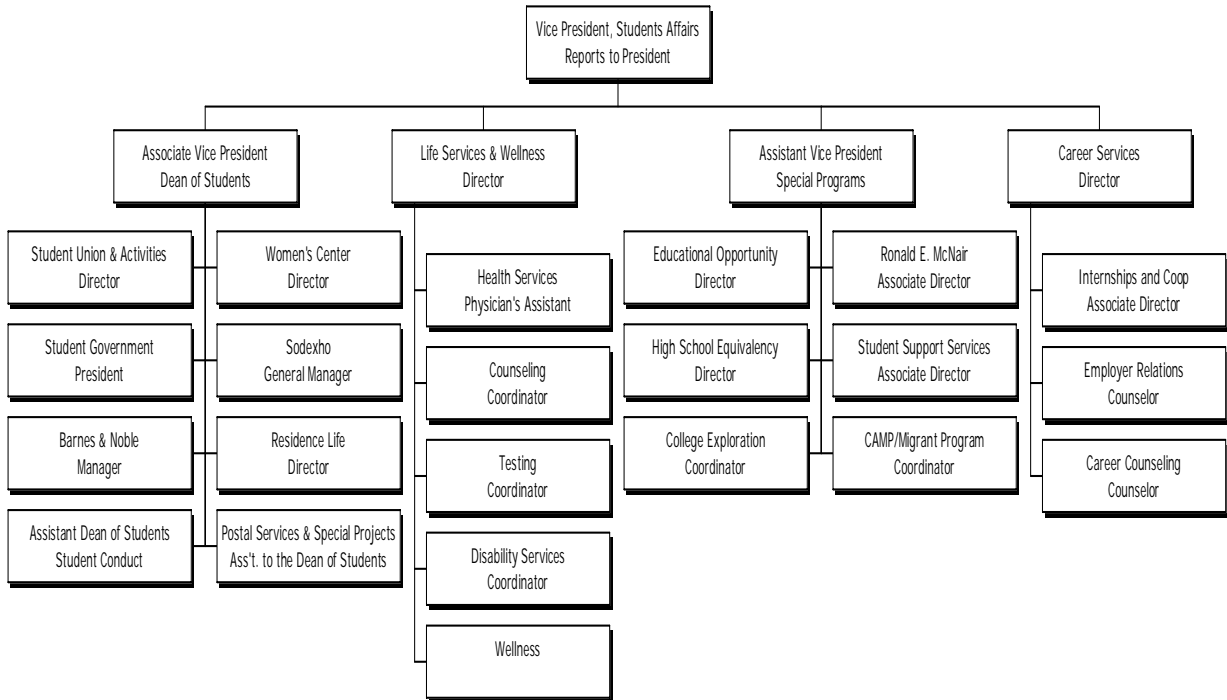 Vice President, Students Affairs
Reports to President
Associate Vice President
Dean of Students
Life Services & Wellness
Director
Assistant Vice President
Special Programs
Career Services
Director
Student Union & Activities
Director
Women's Center
Director
Student Government
President
Sodexho
General Manager
Barnes & Noble
Manager
Residence Life
Director
Assistant Dean of Students
Student Conduct
Postal Services & Special Projects
Ass't. to the Dean of Students
Health Services
Physician's Assistant
Counseling
Coordinator
Testing
Coordinator
Disability Services
Coordinator
Wellness
Educational Opportunity
Director
Ronald E. McNair
Associate Director
High School Equivalency
Director
Student Support Services
Associate Director
College Exploration
Coordinator
CAMP/Migrant Program
Coordinator
Internships and Coop
Associate Director
Employer Relations
Counselor
Career Counseling
Counselor